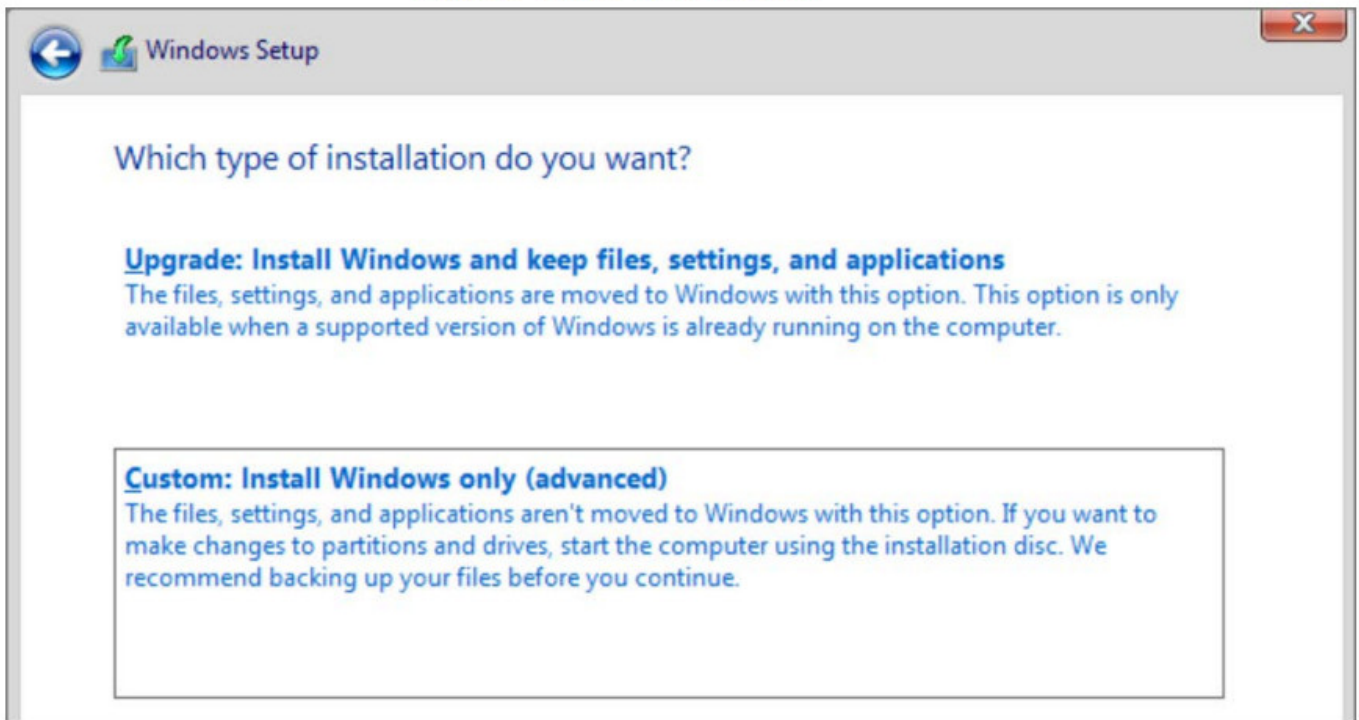 Windows Setup
Which type of installation do you want?
Upgrade: Install Windows and keep files, settings, and applications
The files, settings, and applications are moved to Windows with this option. This option is only
available when a supported version of Windows is already running on the computer.
Custom: Install Windows only (advanced)
The files, settings, and applications aren't moved to Windows with this option. If you want to
make changes to partitions and drives, start the computer using the installation disc. We
recommend backing up your files before you continue.